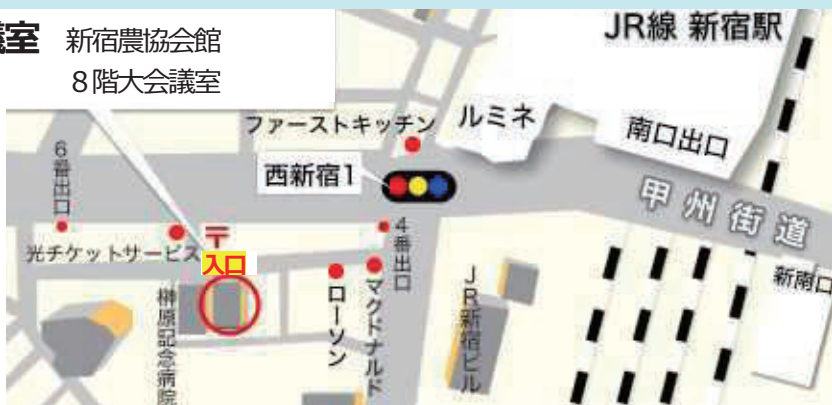 議室 新宿農協会館
８階大会議室
JR線 新宿駅
ファーストキッチン
ルミネ
南口出口
6番出口
西新宿1
甲州街道
光チケットサービス
〒
入口
4番出口
新南口
榊原記念病院
ローソン
マクドナルド
JR新宿ビル